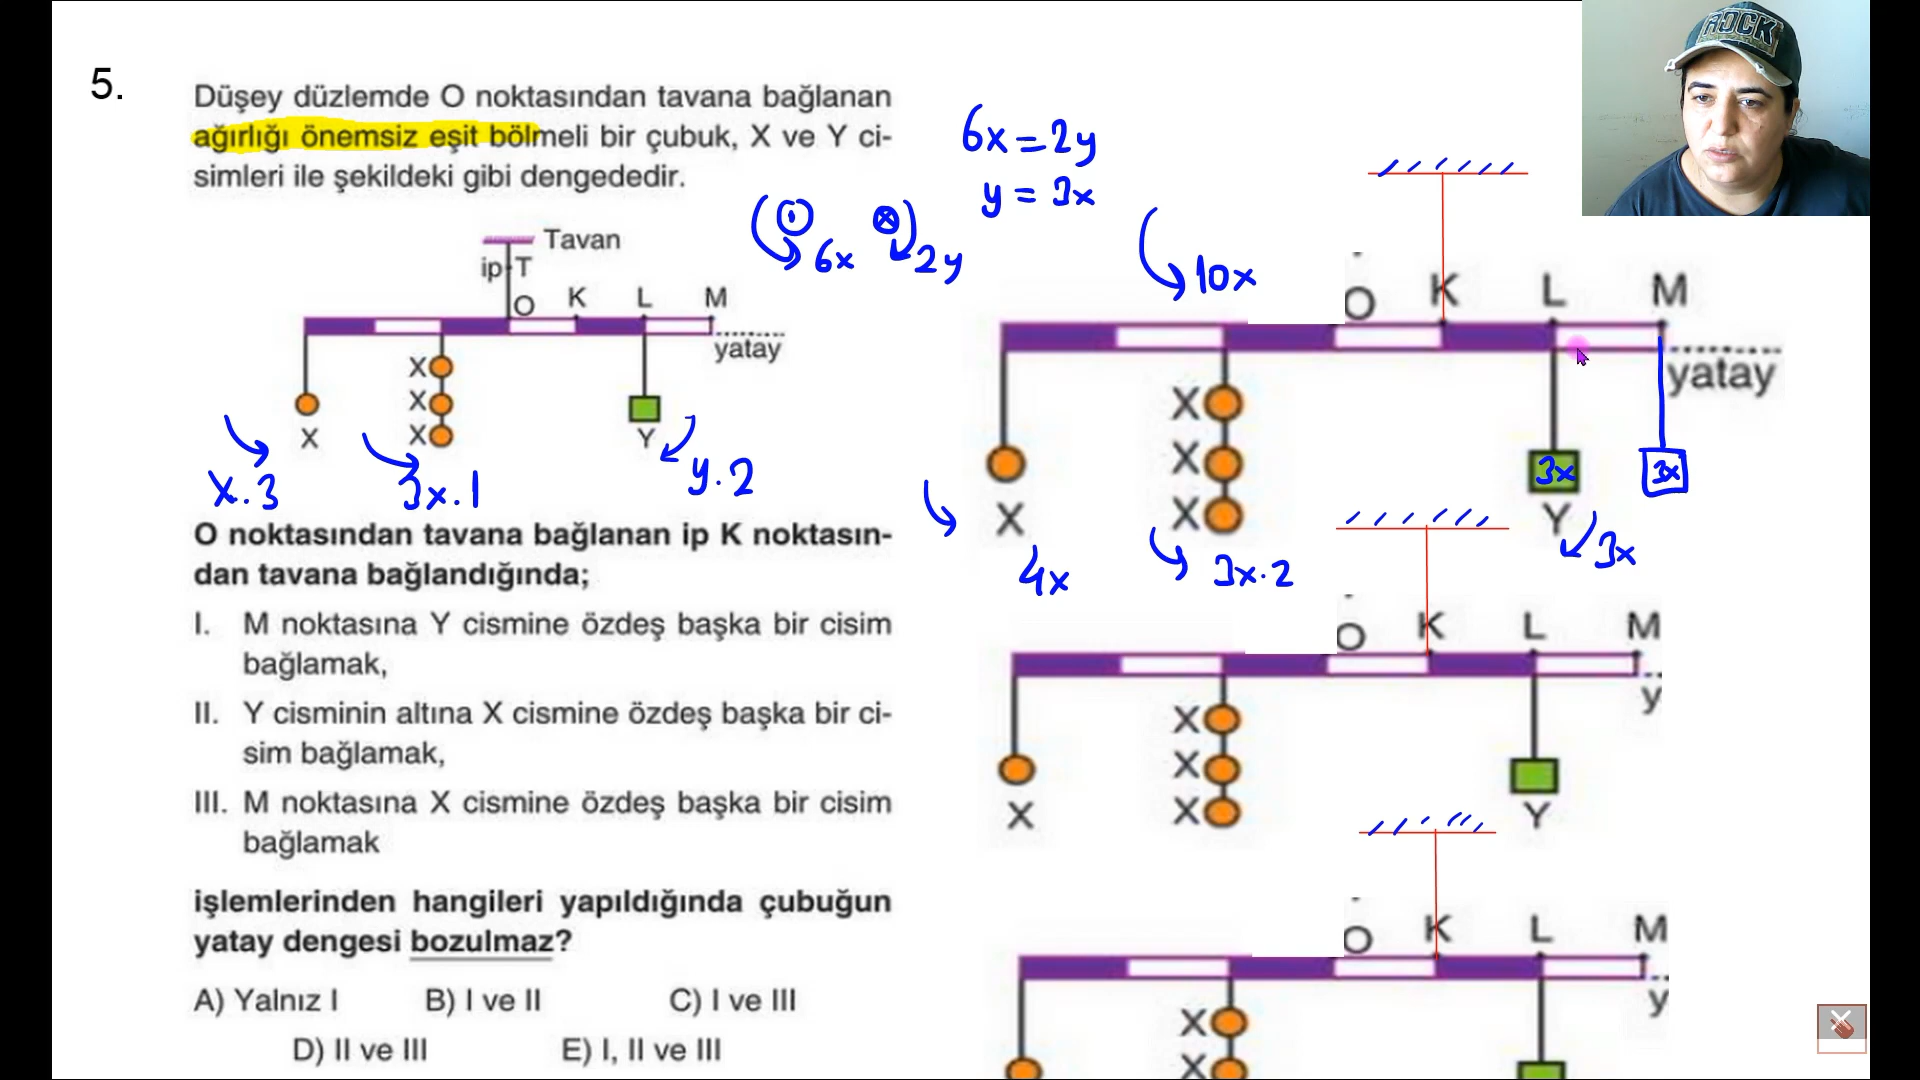 5.
Düşey düzlemde O noktasından tavana bağlanan
ağırlığı önemsiz eşit bölmeli bir çubuk, X ve Y ci-
simleri ile şekildeki gibi dengededir.
Tavan
ip T
O K L M
yatay
X
X
X
X Y
x.3 3x.1 y.2
6x 2y
6x = 2y
y = 3x
O noktasından tavana bağlanan ip K noktasın-
dan tavana bağlandığında;
I. M noktasına Y cismine özdeş başka bir cisim
bağlamak,
II. Y cisminin altına X cismine özdeş başka bir ci-
sim bağlamak,
III. M noktasına X cismine özdeş başka bir cisim
bağlamak
işlemlerinden hangileri yapıldığında çubuğun
yatay dengesi bozulmaz?
A) Yalnız I B) I ve II C) I ve III
D) II ve III E) I, II ve III
ROCK
10x
O K L M
yatay
X
X 3x 3x
X X Y
4x 3x.2 3x
O K L M
y
X
X
X X Y
O K L M
y
X
X